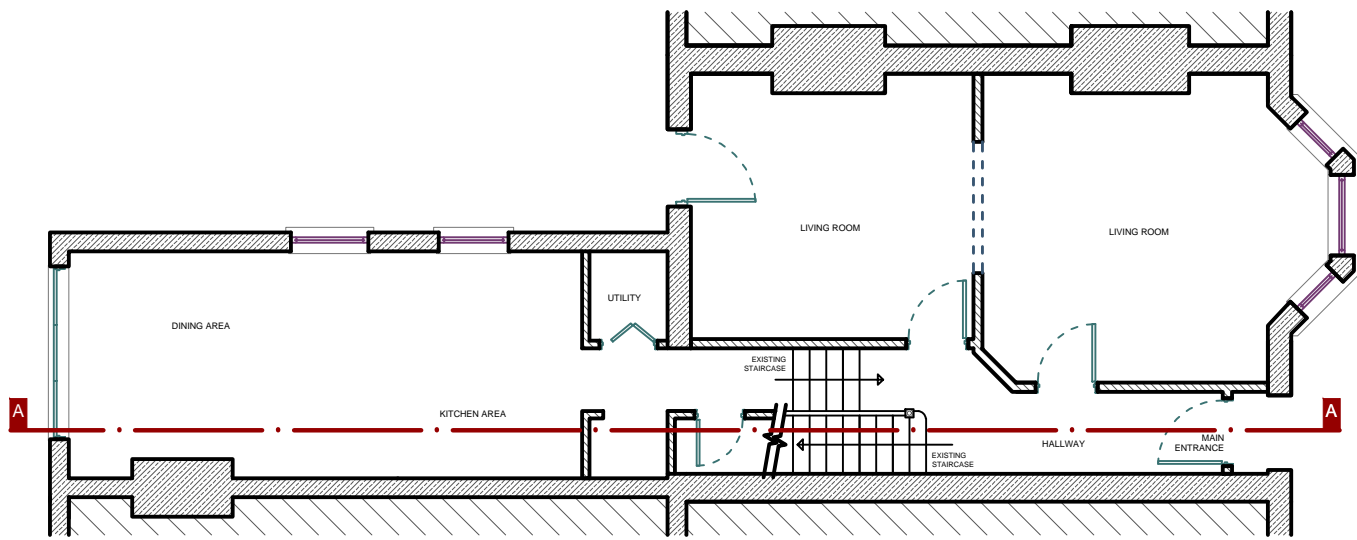 LIVING ROOM
LIVING ROOM
UTILITY
DINING AREA
EXISTING
STAIRCASE
A
KITCHEN AREA
A
HALLWAY
MAIN
ENTRANCE
EXISTING
STAIRCASE